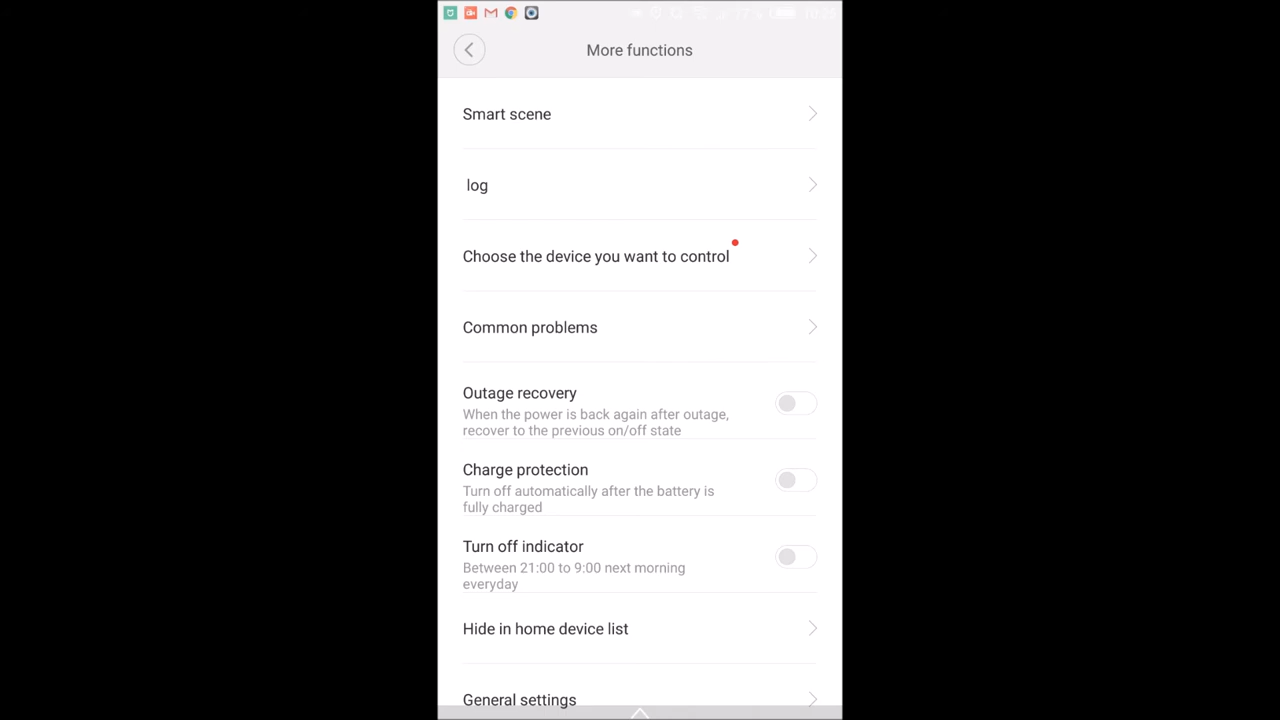 More functions
Smart scene
log
Choose the device you want to control
Common problems
Outage recovery
When the power is back again after outage,
recover to the previous on/off state
Charge protection
Turn off automatically after the battery is
fully charged
Turn off indicator
Between 21:00 to 9:00 next morning
everyday
Hide in home device list
General settings